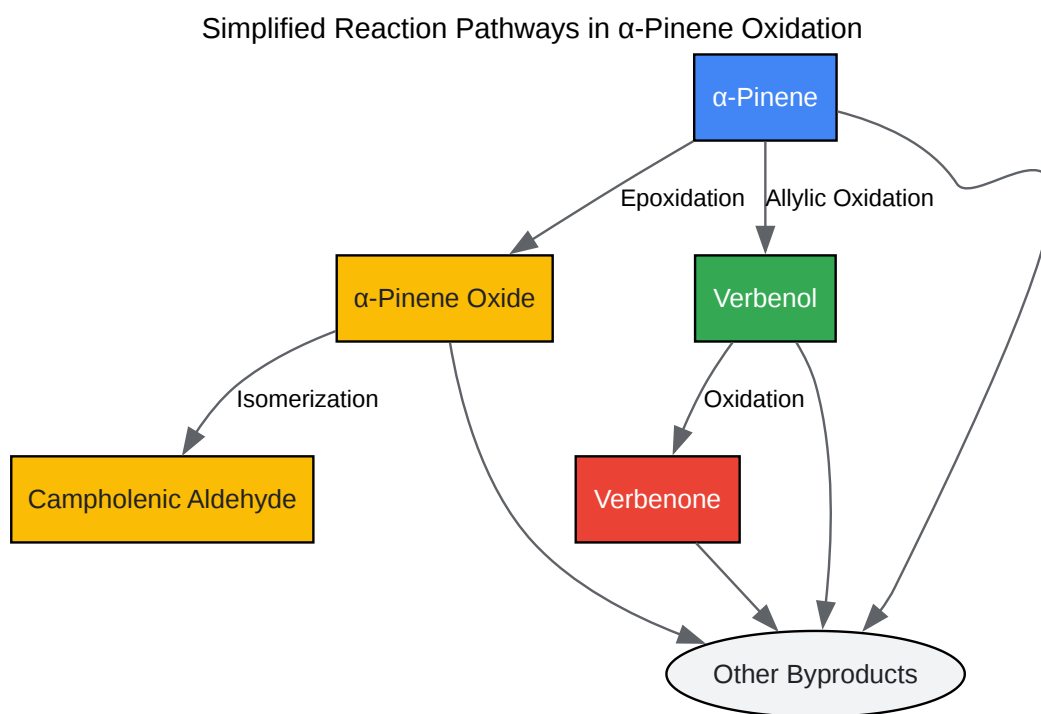 Simplified Reaction Pathways in α-Pinene Oxidation
α-Pinene
Epoxidation
Allylic Oxidation
α-Pinene Oxide
Verbenol
Isomerization
Oxidation
Campholenic Aldehyde
Verbenone
Other Byproducts